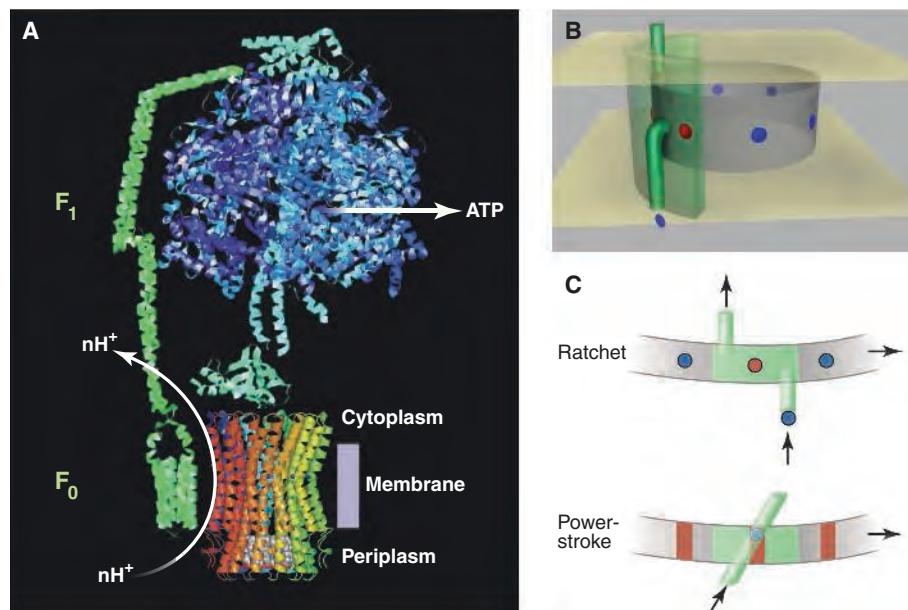 A
F1
ATP
nH+
Cytoplasm
F0
Membrane
Periplasm
nH+
B
C
Ratchet
Power-
stroke